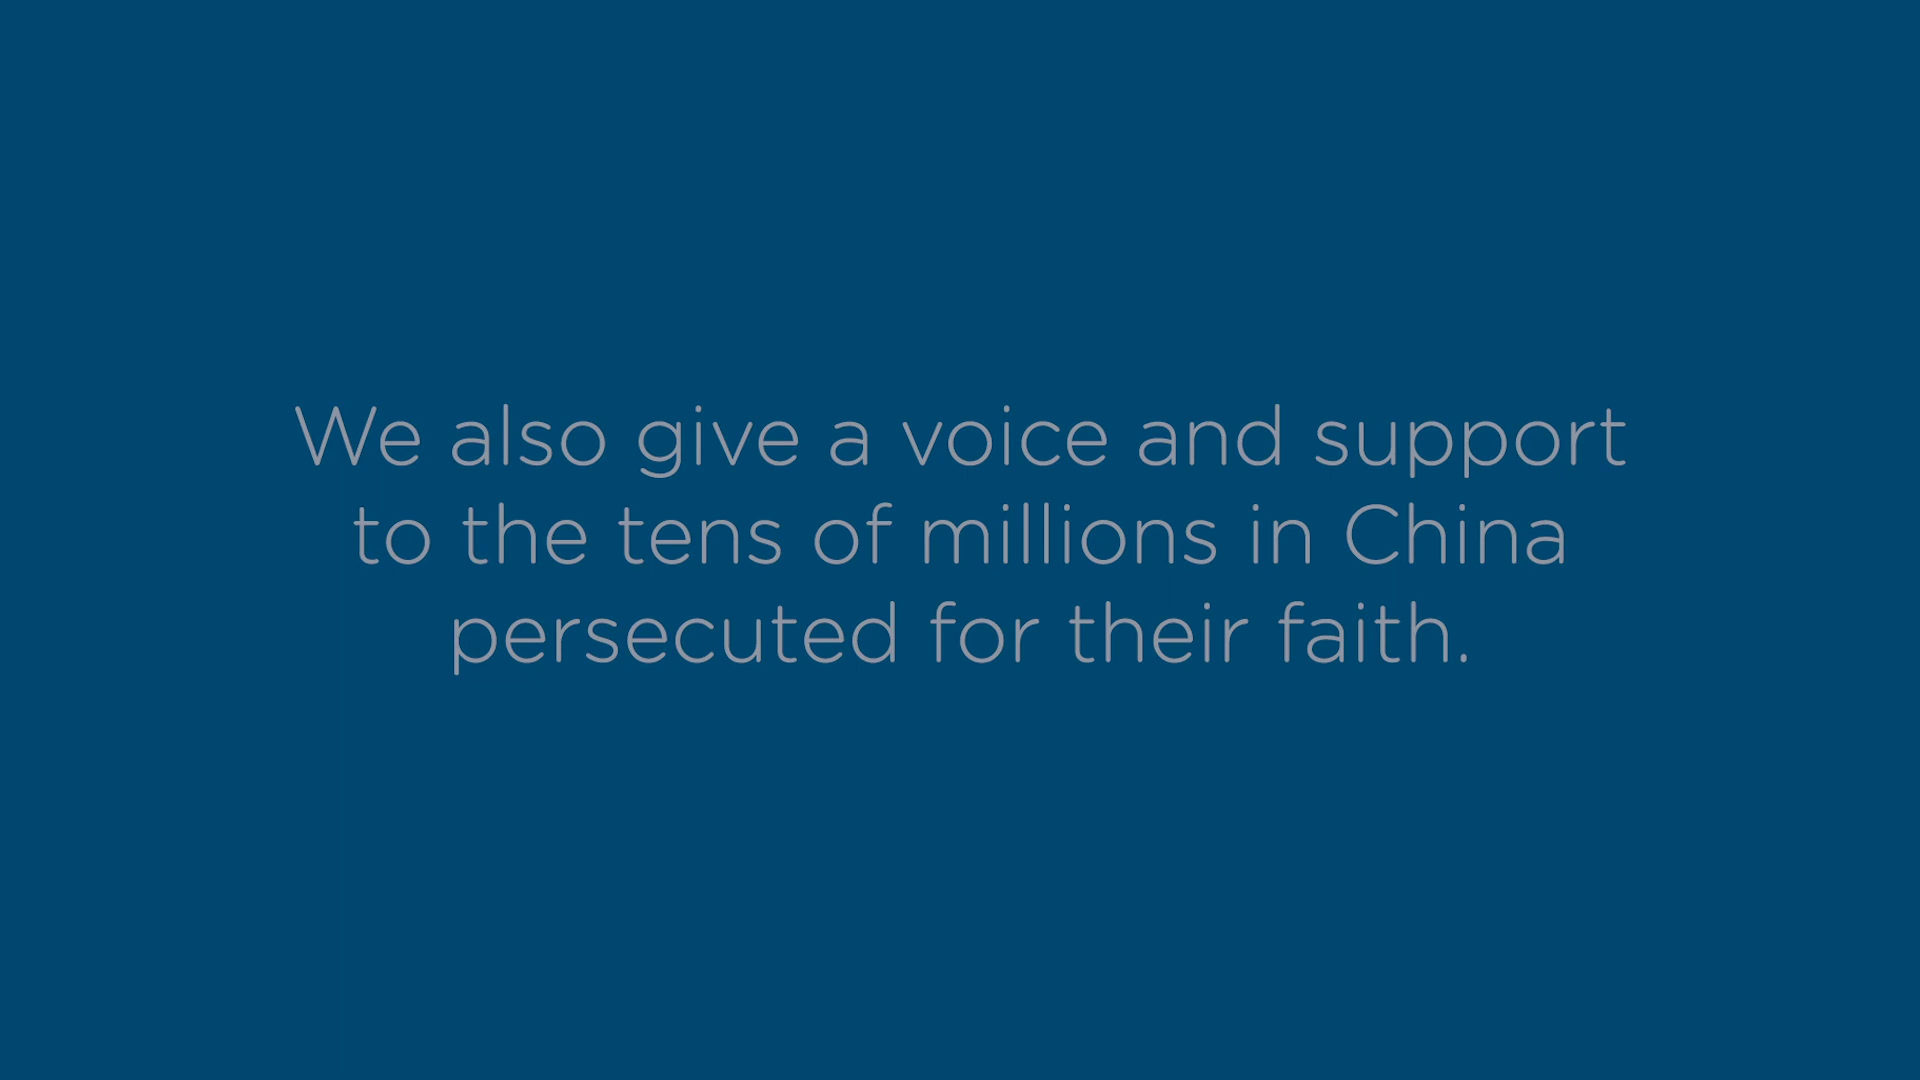 We also give a voice and support
to the tens of millions in China
persecuted for their faith.